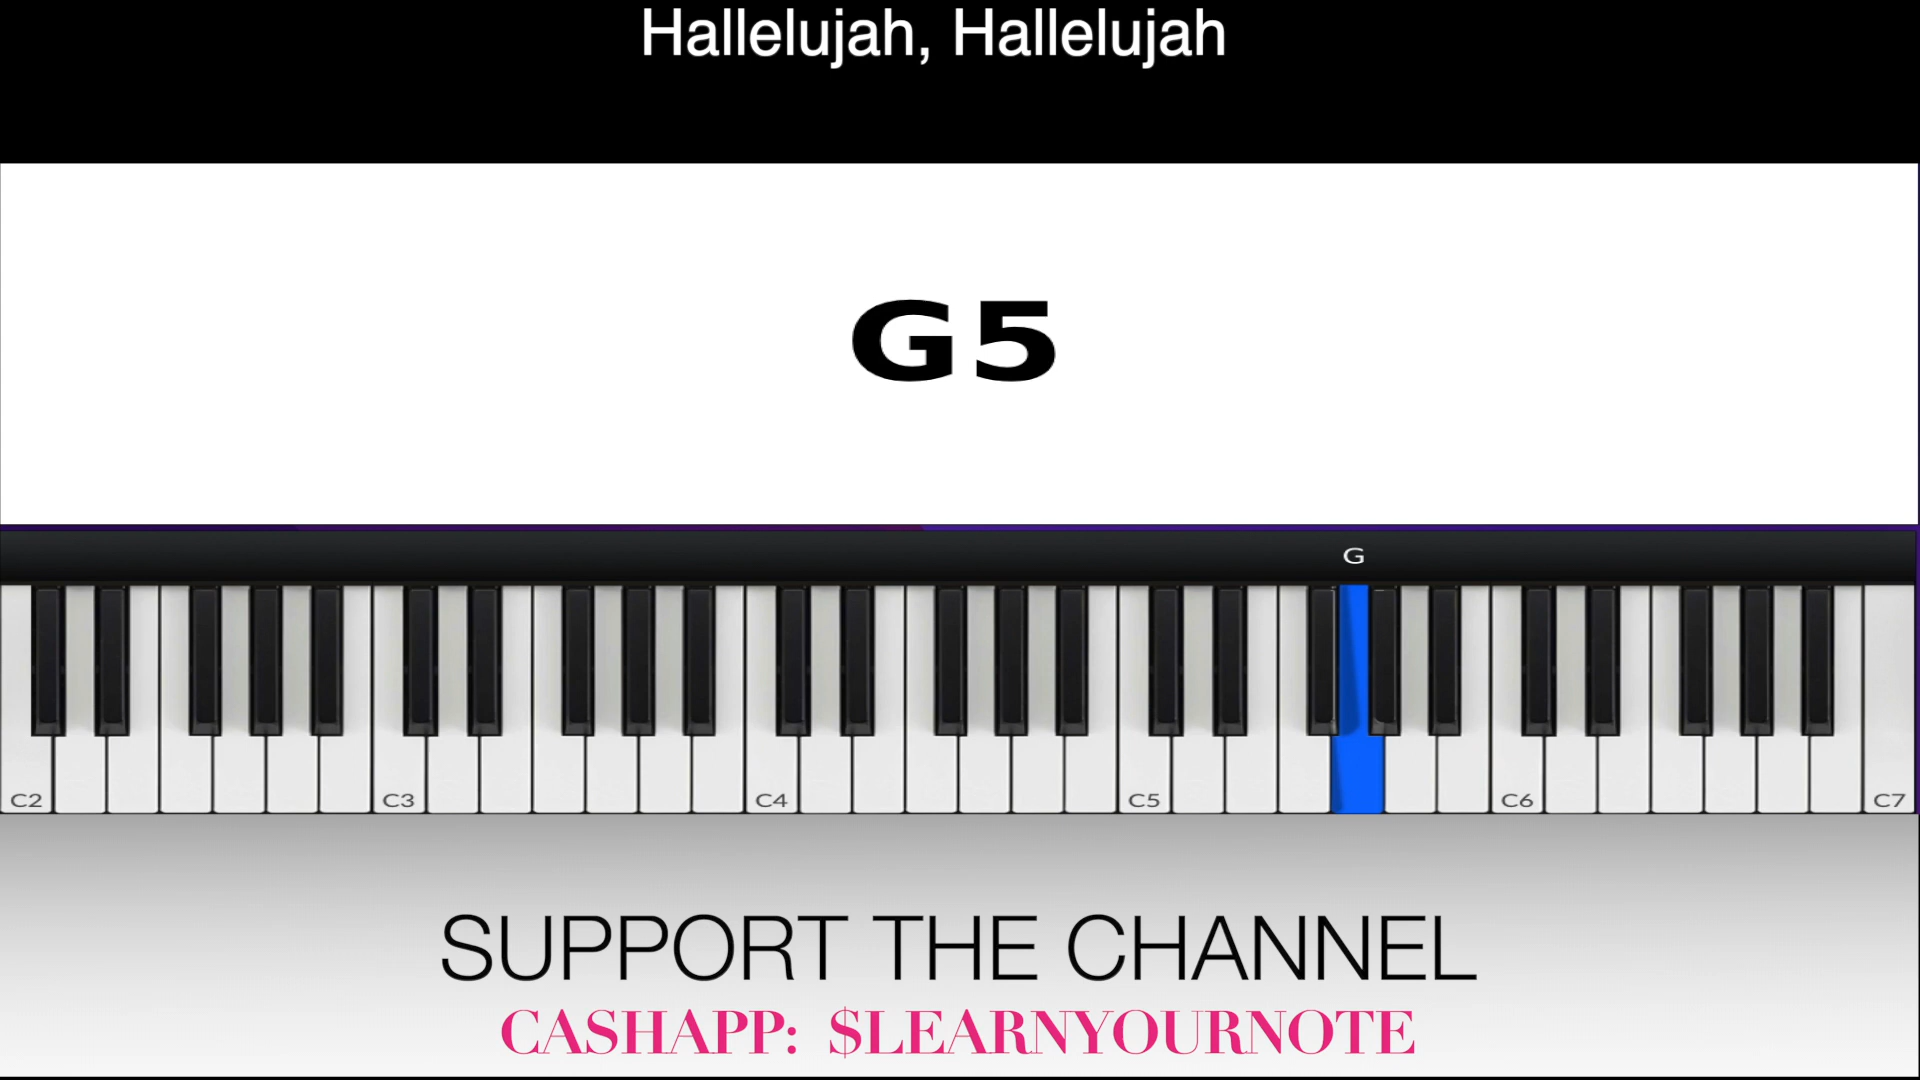 Hallelujah, Hallelujah
G5
G
C2 C3 C4 C5 C6 C7
SUPPORT THE CHANNEL
CASHAPP: $LEARNYOURNOTE